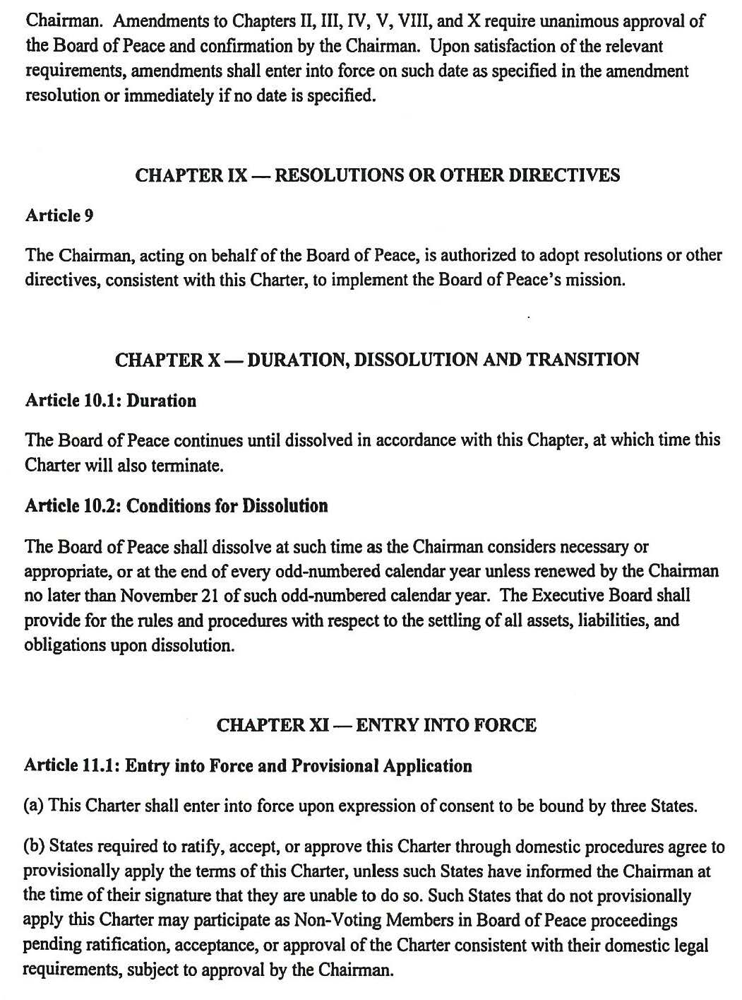 Chairman.  Amendments to Chapters II, III, IV, V, VIII, and X require unanimous approval of
the Board of Peace and confirmation by the Chairman.  Upon satisfaction of the relevant
requirements, amendments shall enter into force on such date as specified in the amendment
resolution or immediately if no date is specified.
CHAPTER IX — RESOLUTIONS OR OTHER DIRECTIVES
Article 9
The Chairman, acting on behalf of the Board of Peace, is authorized to adopt resolutions or other
directives, consistent with this Charter, to implement the Board of Peace’s mission.
CHAPTER X — DURATION, DISSOLUTION AND TRANSITION
Article 10.1: Duration
The Board of Peace continues until dissolved in accordance with this Chapter, at which time this
Charter will also terminate.
Article 10.2: Conditions for Dissolution
The Board of Peace shall dissolve at such time as the Chairman considers necessary or
appropriate, or at the end of every odd-numbered calendar year unless renewed by the Chairman
no later than November 21 of such odd-numbered calendar year.  The Executive Board shall
provide for the rules and procedures with respect to the settling of all assets, liabilities, and
obligations upon dissolution.
CHAPTER XI — ENTRY INTO FORCE
Article 11.1: Entry into Force and Provisional Application
(a) This Charter shall enter into force upon expression of consent to be bound by three States.
(b) States required to ratify, accept, or approve this Charter through domestic procedures agree to
provisionally apply the terms of this Charter, unless such States have informed the Chairman at
the time of their signature that they are unable to do so. Such States that do not provisionally
apply this Charter may participate as Non-Voting Members in Board of Peace proceedings
pending ratification, acceptance, or approval of the Charter consistent with their domestic legal
requirements, subject to approval by the Chairman.